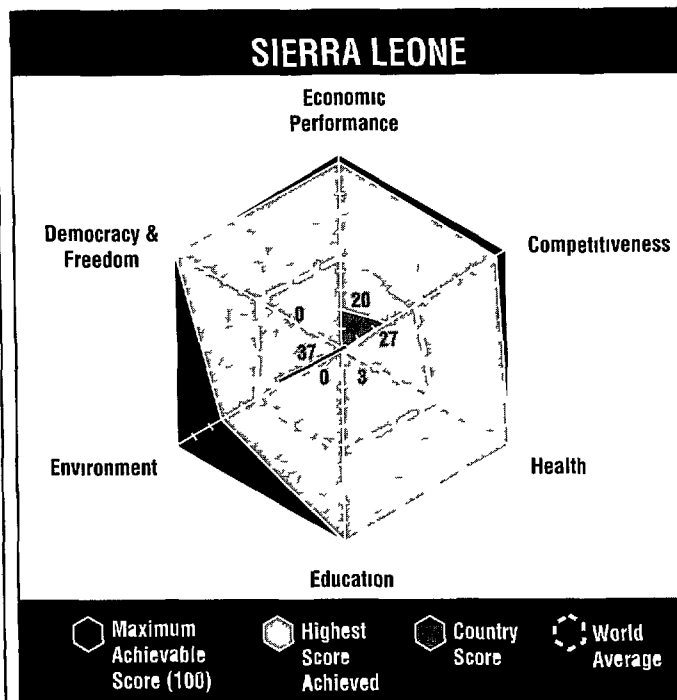 SIERRA LEONE
Economic
Performance
Democracy &
Freedom
Competitiveness
20
0
27
37
0
3
Environment
Health
Education
Maximum
Achievable
Score (100)
Highest
Score
Achieved
Country
Score
World
Average